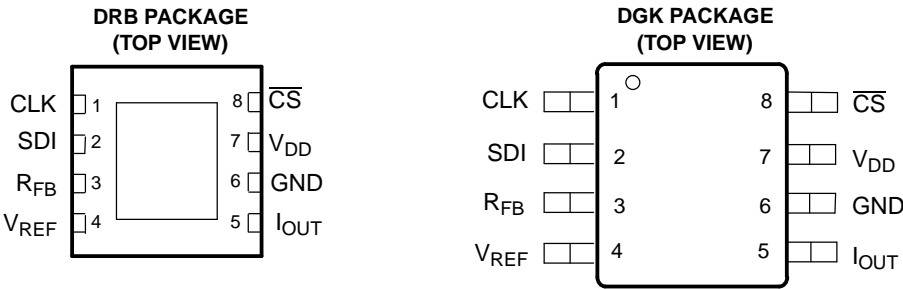 DRB PACKAGE
(TOP VIEW)
CLK 1 8 C̅S̅
SDI 2 7 VDD
RFB 3 6 GND
VREF 4 5 IOUT
DGK PACKAGE
(TOP VIEW)
CLK 1 8 C̅S̅
SDI 2 7 VDD
RFB 3 6 GND
VREF 4 5 IOUT